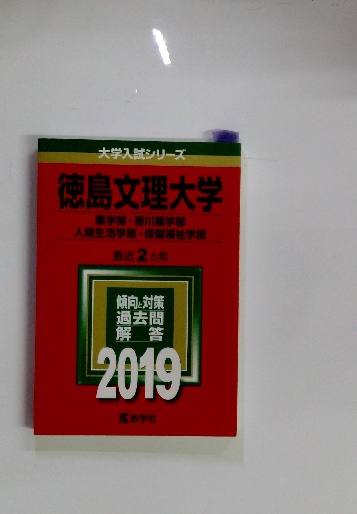 大学入試シリーズ
徳島文理大学
薬学部・香川薬学部
人間生活学部・保健福祉学部
最近2カ年
傾向と対策
過去問
解答
2019
教学社